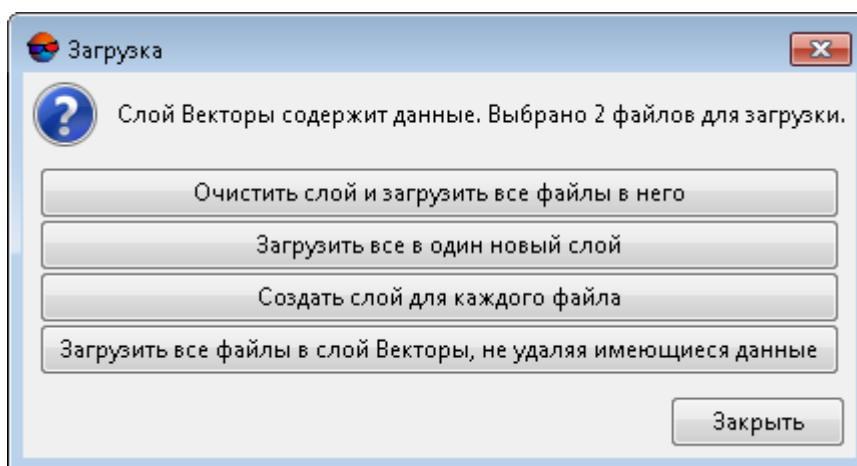 Загрузка
Слой Векторы содержит данные. Выбрано 2 файлов для загрузки.
Очистить слой и загрузить все файлы в него
Загрузить все в один новый слой
Создать слой для каждого файла
Загрузить все файлы в слой Векторы, не удаляя имеющиеся данные
Закрыть